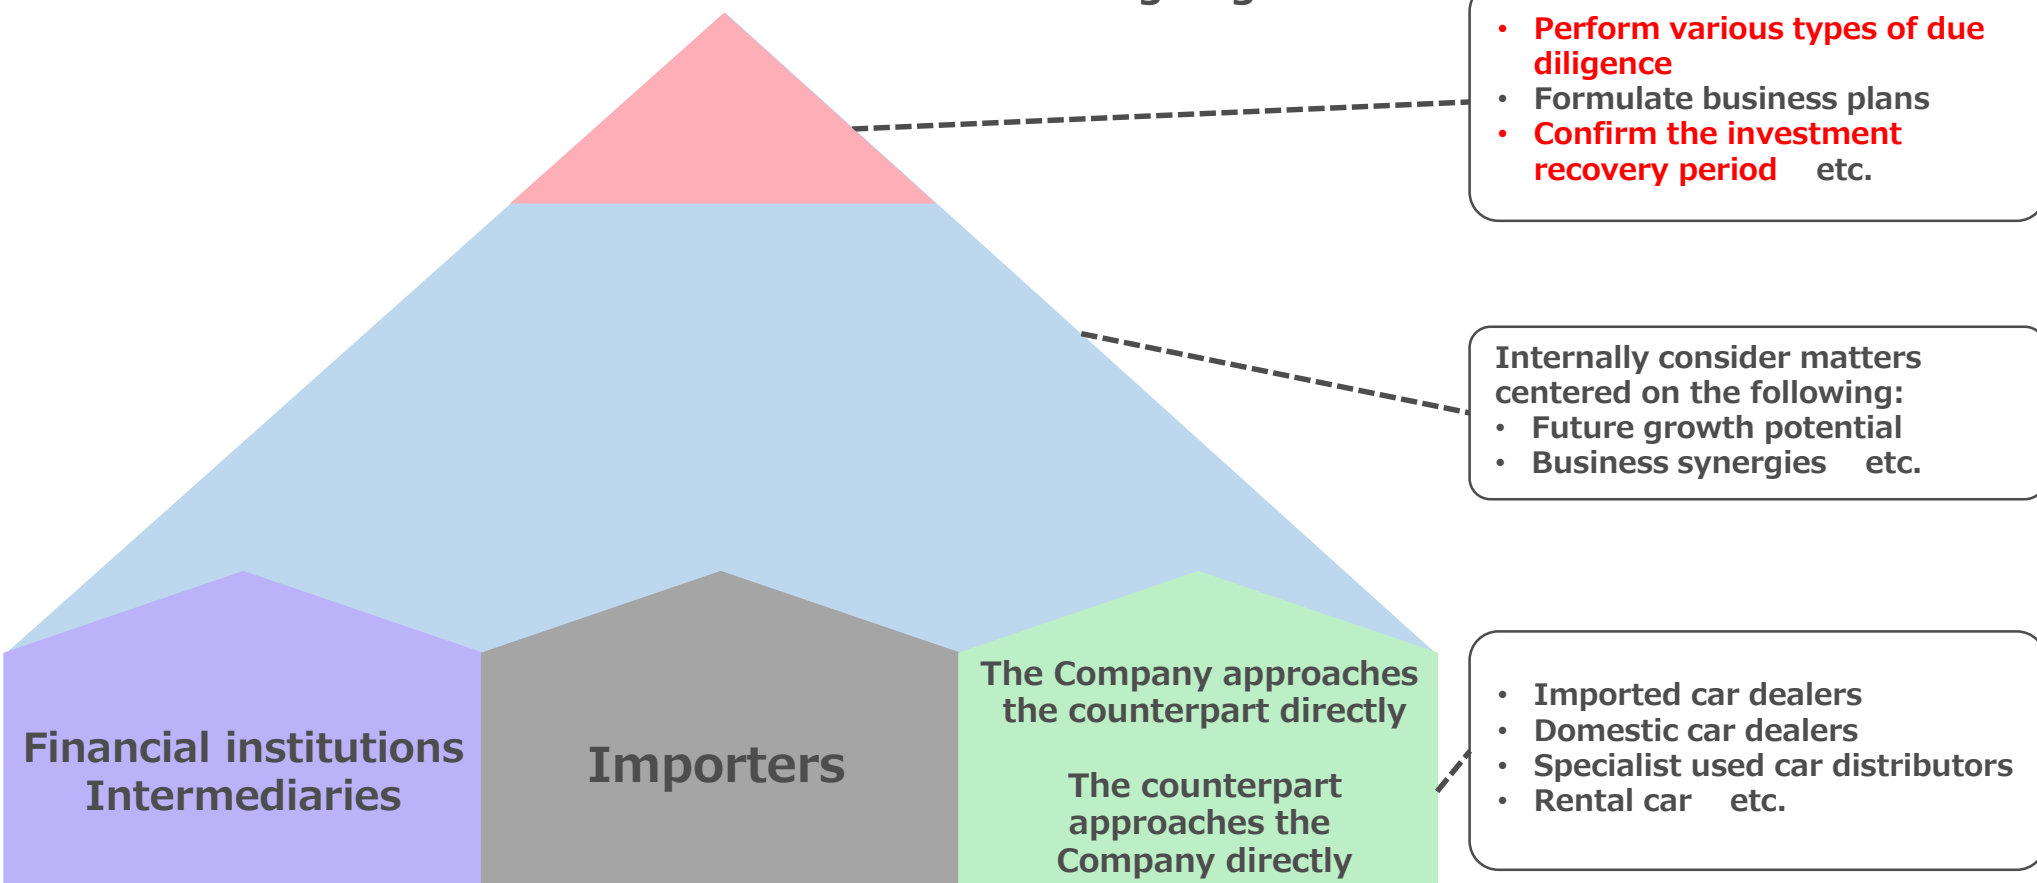 • Perform various types of due
diligence
• Formulate business plans
• Confirm the investment
recovery period etc.
Internally consider matters
centered on the following:
• Future growth potential
• Business synergies etc.
Financial institutions
Intermediaries
Importers
The Company approaches
the counterpart directly
The counterpart
approaches the
Company directly
• Imported car dealers
• Domestic car dealers
• Specialist used car distributors
• Rental car etc.